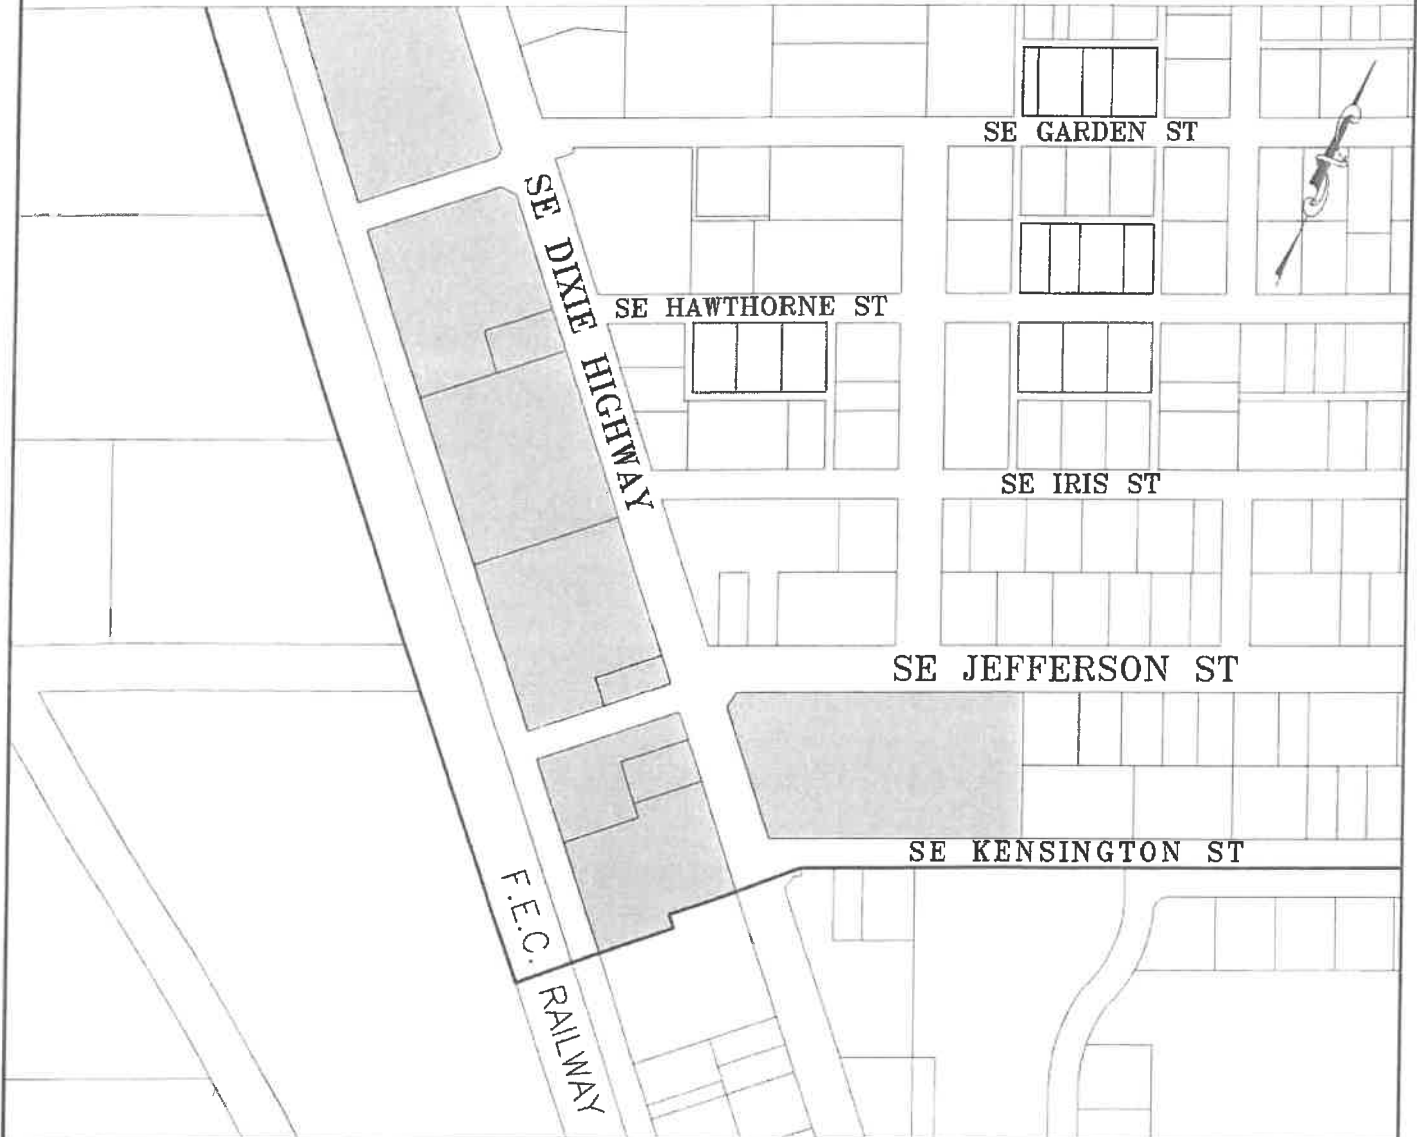 SE GARDEN ST
SE DIXIE HIGHWAY
SE HAWTHORNE ST
SE IRIS ST
SE JEFFERSON ST
SE KENSINGTON ST
F.E.C. RAILWAY